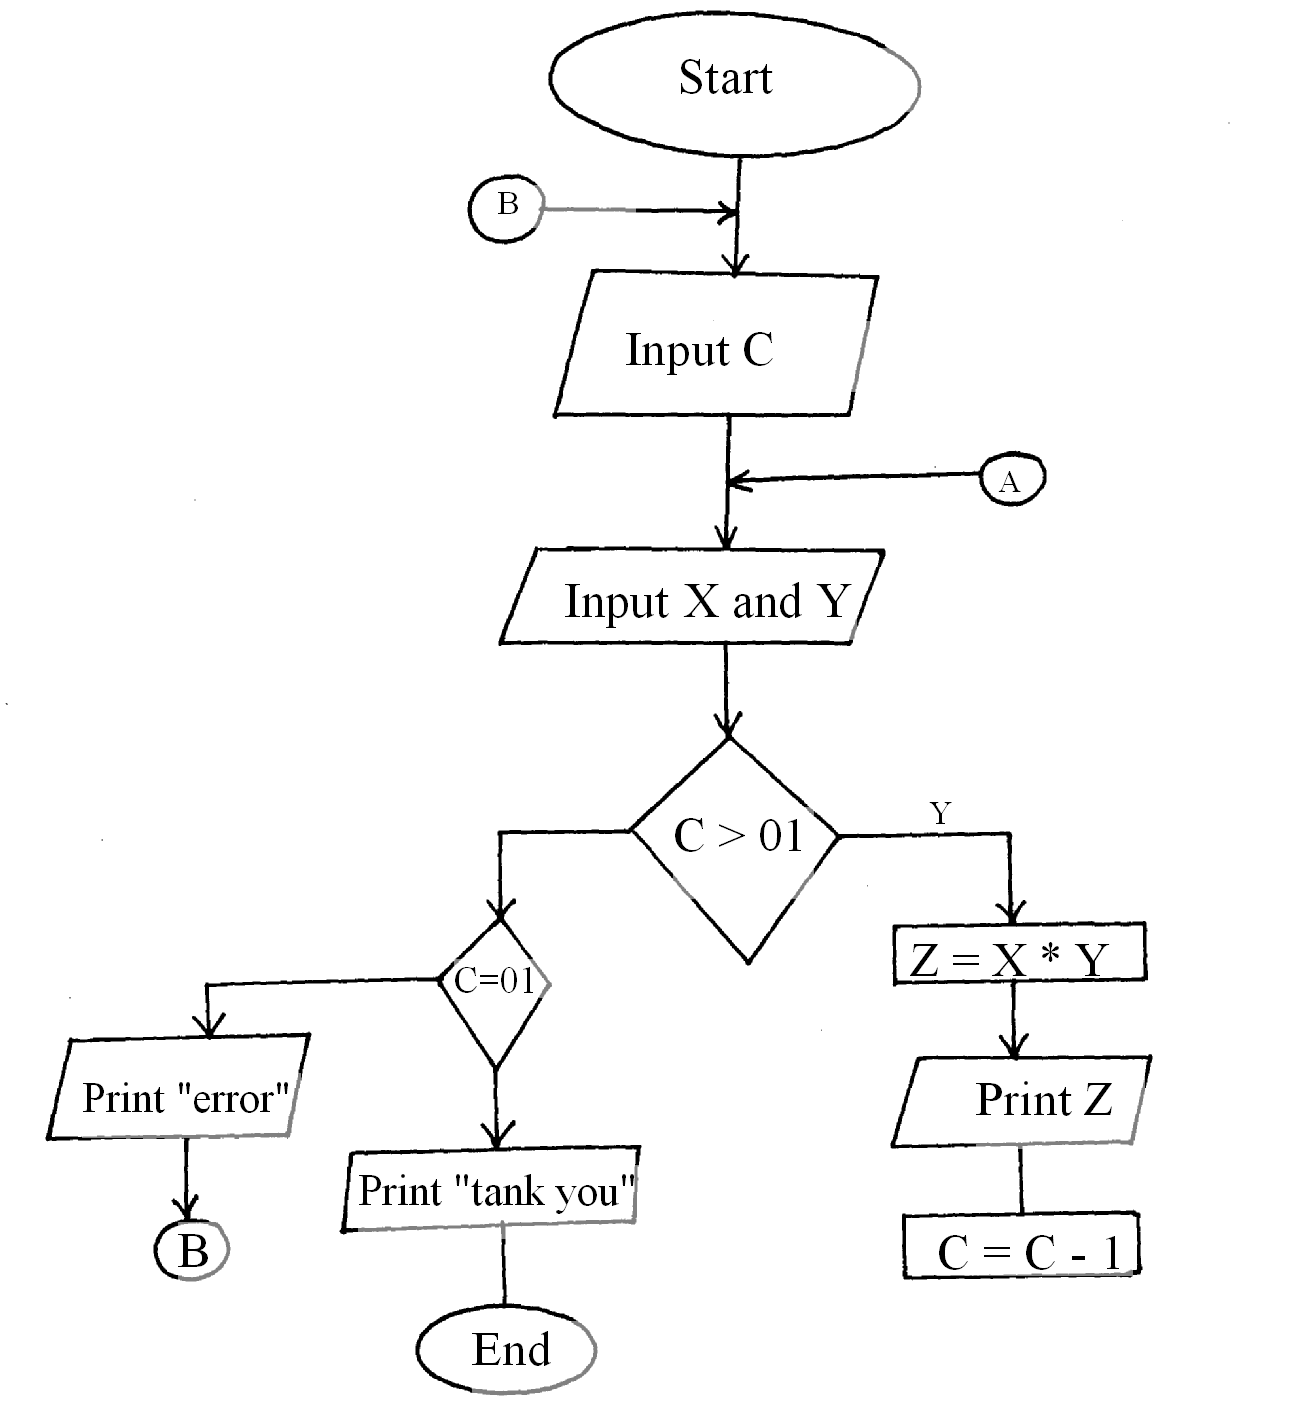 Start
B
Input C
A
Input X and Y
C > 01
Y
C=01
Z = X * Y
Print "error"
Print Z
Print "tank you"
B
C = C - 1
End